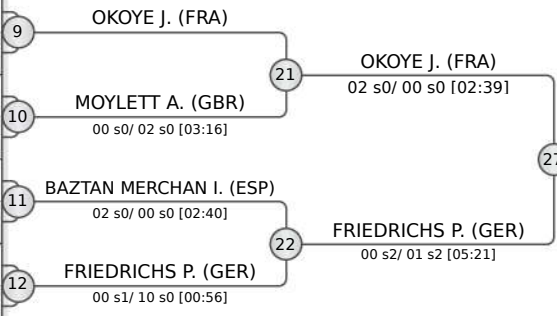 9
OKOYE J. (FRA)
21
OKOYE J. (FRA)
02 s0/ 00 s0 [02:39]
10
MOYLETT A. (GBR)
00 s0/ 02 s0 [03:16]
27
11
BAZTAN MERCHAN I. (ESP)
02 s0/ 00 s0 [02:40]
22
FRIEDRICHS P. (GER)
00 s2/ 01 s2 [05:21]
12
FRIEDRICHS P. (GER)
00 s1/ 10 s0 [00:56]